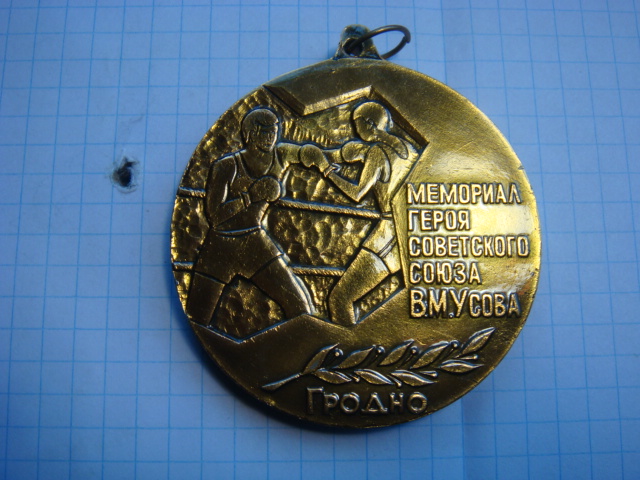 МЕМОРИАЛ
ГЕРОЯ
СОВЕТСКОГО
СОЮЗА
В.М.УСОВА
ГРОДНО